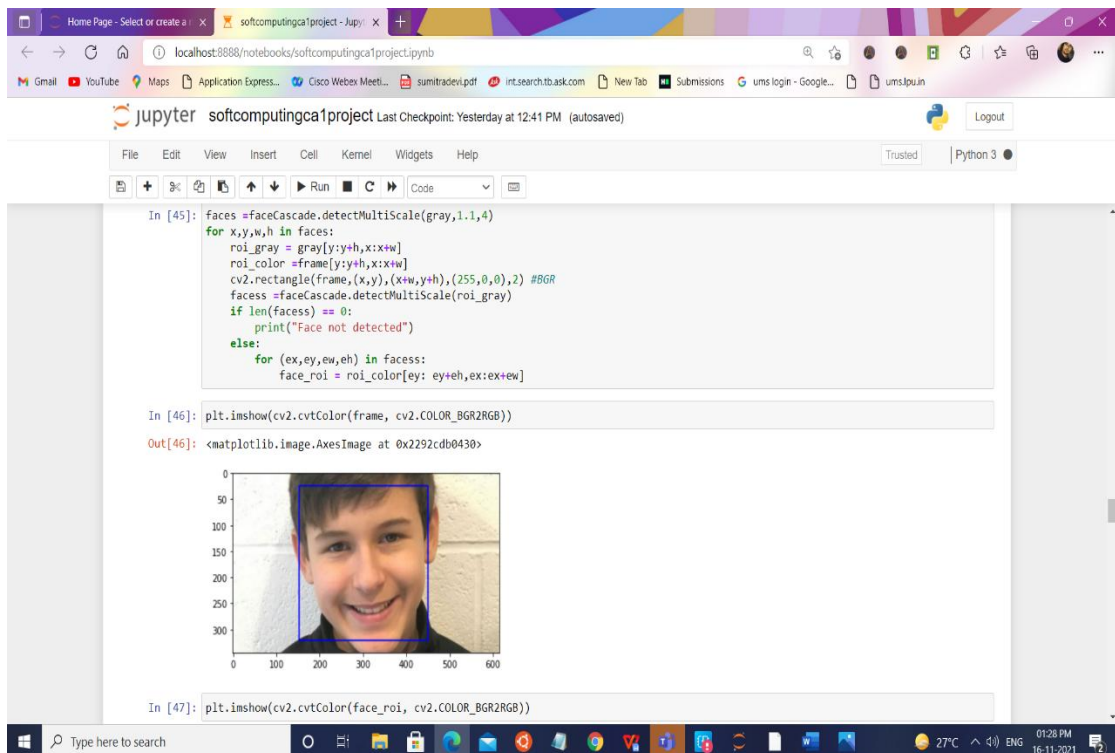 Home Page - Select or create a n
softcomputingca1project - Jupy
localhost:8888/notebooks/softcomputingca1project.ipynb
Gmail YouTube Maps Application Express... Cisco Webex Meeti... sumitradevi.pdf int.search.tb.ask.com New Tab Submissions ums login - Google... ums.lpu.in
jupyter softcomputingca1project Last Checkpoint: Yesterday at 12:41 PM (autosaved)
Logout
File Edit View Insert Cell Kernel Widgets Help
Trusted Python 3
Run Code
In [45]: faces =faceCascade.detectMultiScale(gray,1.1,4)
for x,y,w,h in faces:
roi_gray = gray[y:y+h,x:x+w]
roi_color =frame[y:y+h,x:x+w]
cv2.rectangle(frame,(x,y),(x+w,y+h),(255,0,0),2) #BGR
facess =faceCascade.detectMultiScale(roi_gray)
if len(facess) == 0:
print("Face not detected")
else:
for (ex,ey,ew,eh) in facess:
face_roi = roi_color[ey: ey+eh,ex:ex+ew]
In [46]: plt.imshow(cv2.cvtColor(frame, cv2.COLOR_BGR2RGB))
Out[46]: <matplotlib.image.AxesImage at 0x2292cdb0430>
0
50
100
150
200
250
300
0 100 200 300 400 500 600
In [47]: plt.imshow(cv2.cvtColor(face_roi, cv2.COLOR_BGR2RGB))
Type here to search
27°C ENG
01:28 PM
16-11-2021